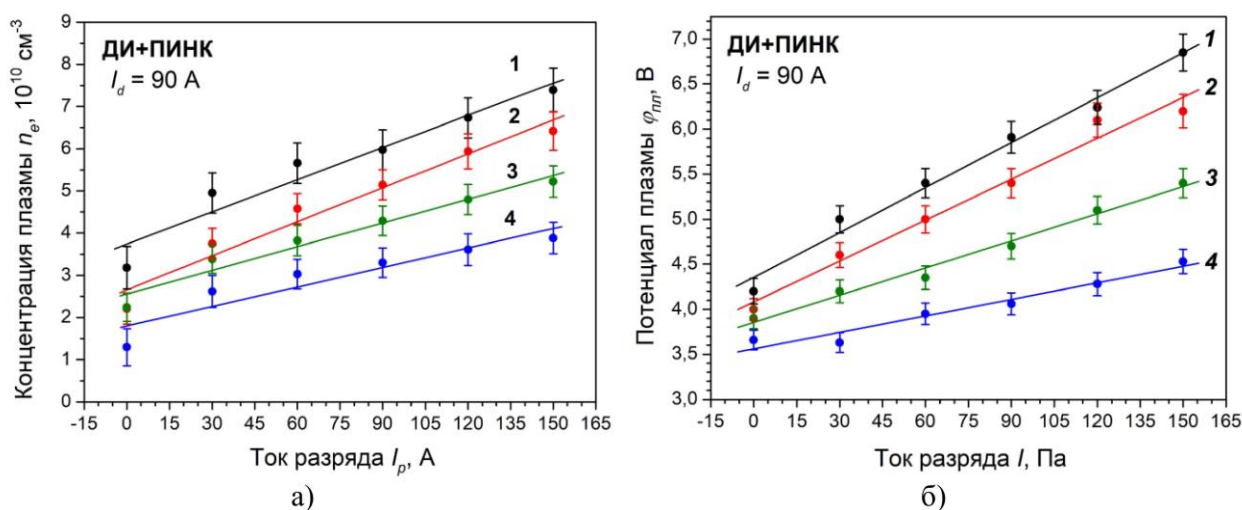 ДИ+ПИНК
I_d = 90 А
1
2
3
4
Концентрация плазмы n_e, 10^10 см^-3
9
8
7
6
5
4
3
2
1
0
-15 0 15 30 45 60 75 90 105 120 135 150 165
Ток разряда I_p, А
а)
ДИ+ПИНК
I_d = 90 А
1
2
3
4
Потенциал плазмы φ_пл, В
7,0
6,5
6,0
5,5
5,0
4,5
4,0
3,5
3,0
-15 0 15 30 45 60 75 90 105 120 135 150 165
Ток разряда I, Па
б)